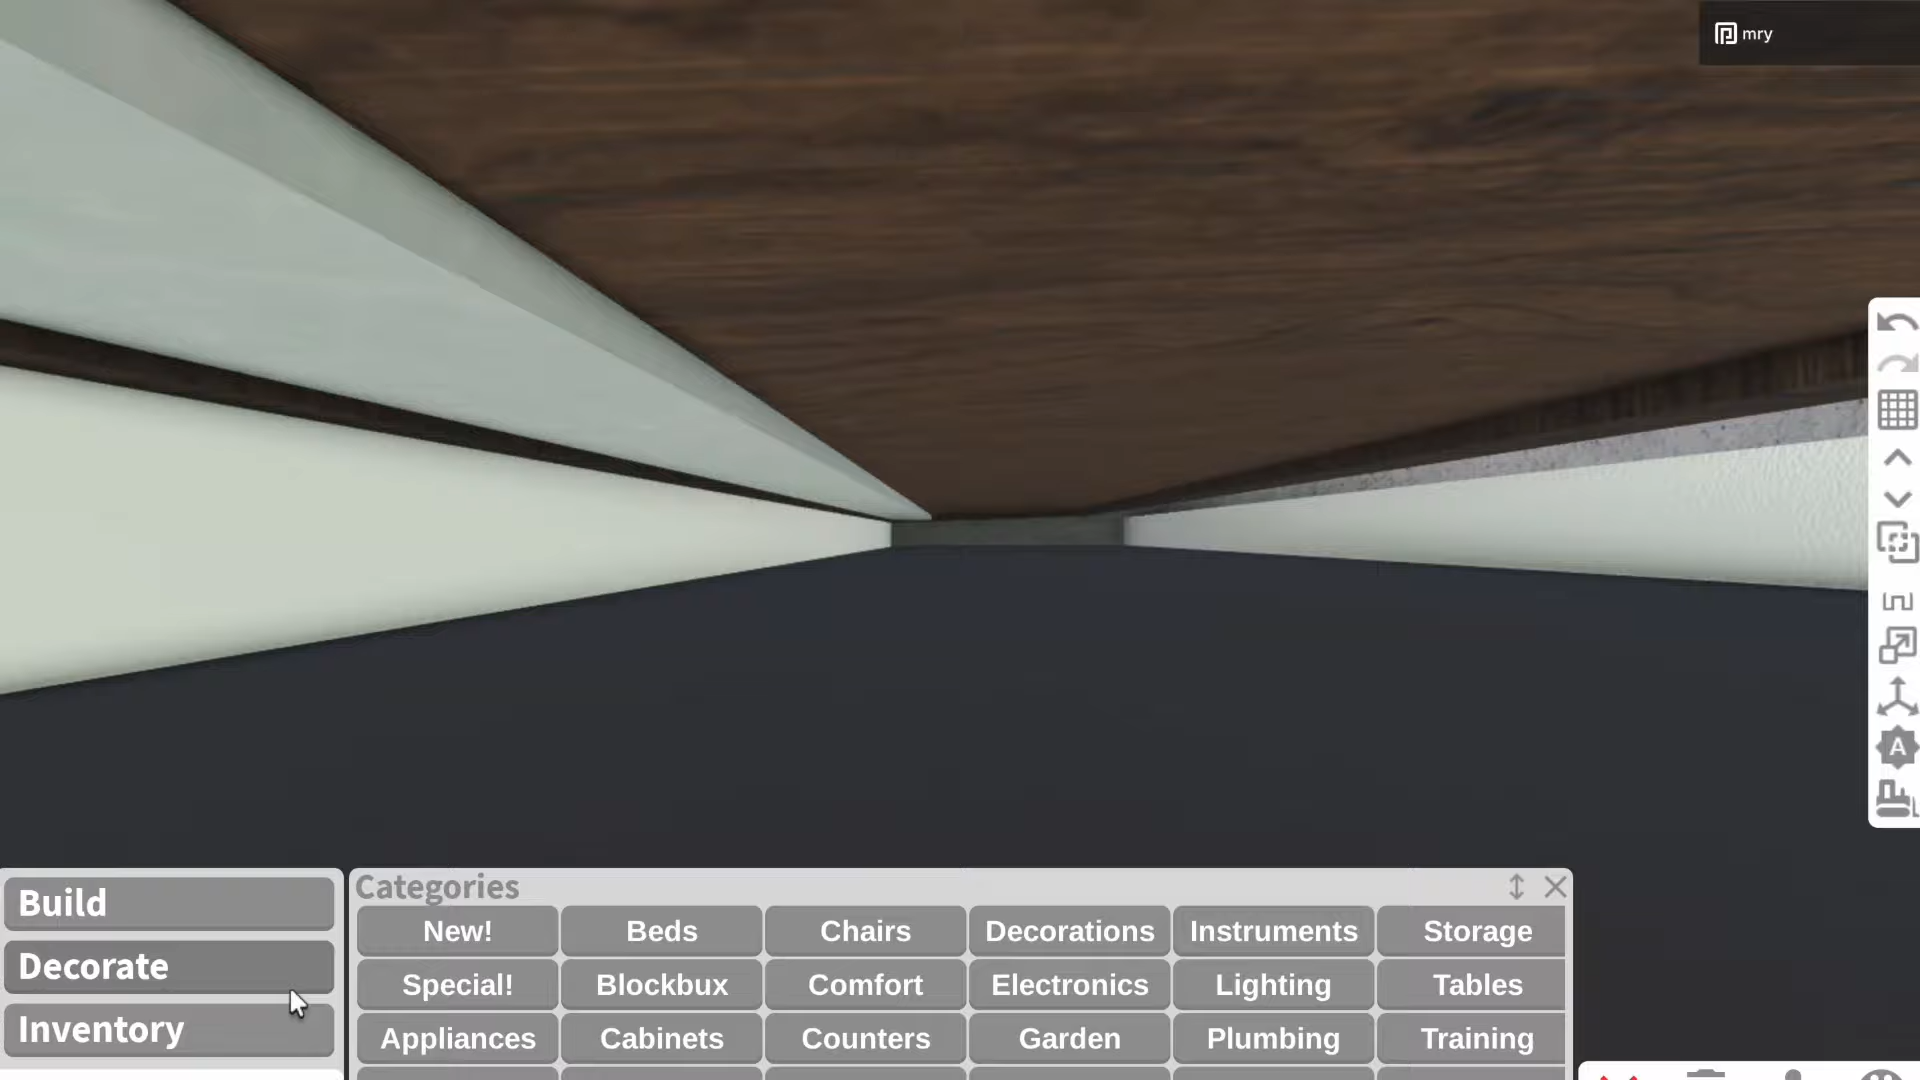 mry
A
Build
Decorate
Inventory
Categories
New! Beds Chairs Decorations Instruments Storage
Special! Blockbux Comfort Electronics Lighting Tables
Appliances Cabinets Counters Garden Plumbing Training